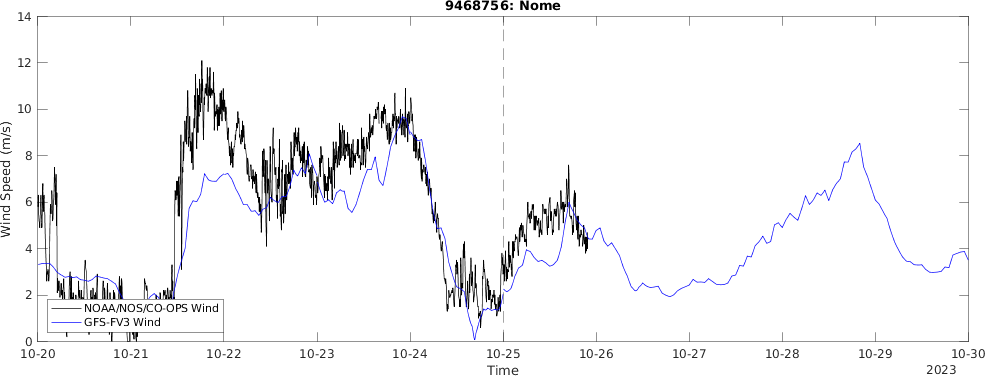 9468756: Nome
14
12
10
8
6
4
2
0
Wind Speed (m/s)
NOAA/NOS/CO-OPS Wind
GFS-FV3 Wind
10-20 10-21 10-22 10-23 10-24 10-25 10-26 10-27 10-28 10-29 10-30
Time
2023